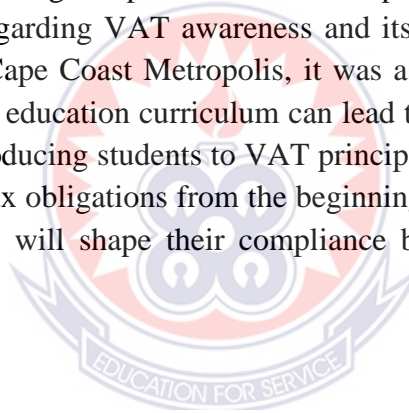 garding VAT awareness and its
Cape Coast Metropolis, it was a
education curriculum can lead t
ducing students to VAT princip
x obligations from the beginning
will shape their compliance b
EDUCATION FOR SERVICE